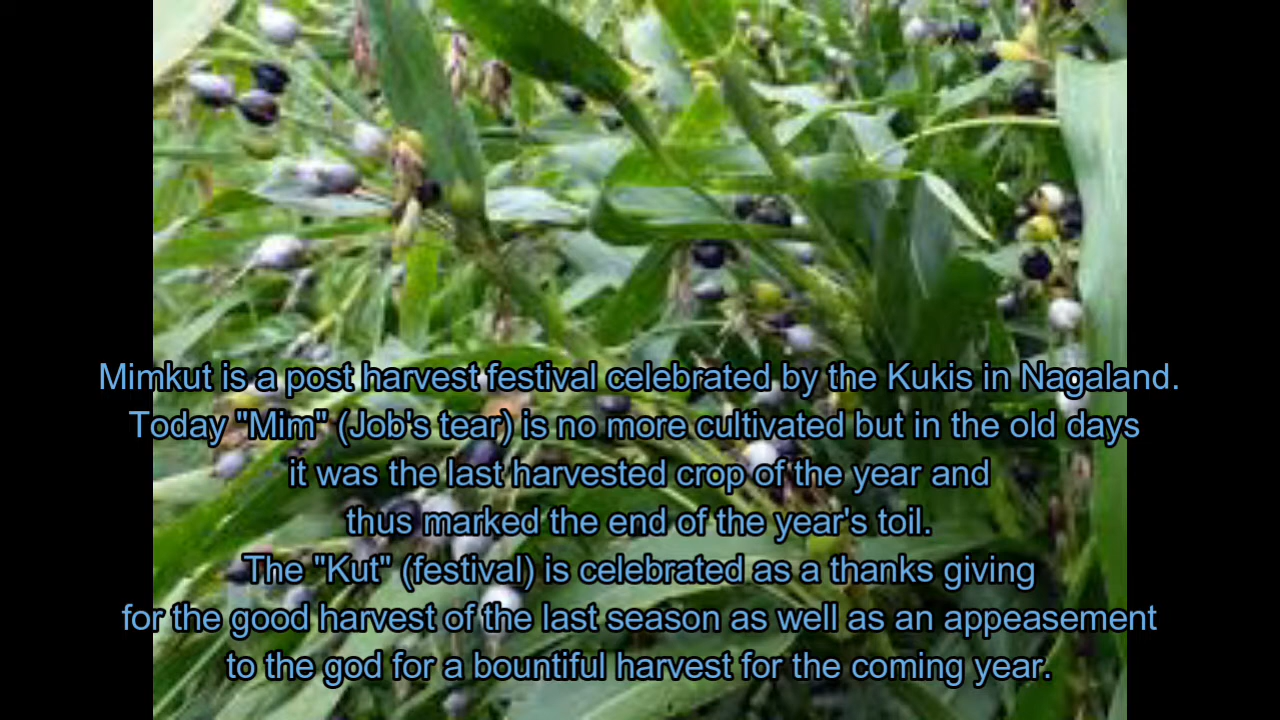 Mimkut is a post harvest festival celebrated by the Kukis in Nagaland.
Today "Mim" (Job's tear) is no more cultivated but in the old days
it was the last harvested crop of the year and
thus marked the end of the year's toil.
The "Kut" (festival) is celebrated as a thanks giving
for the good harvest of the last season as well as an appeasement
to the god for a bountiful harvest for the coming year.